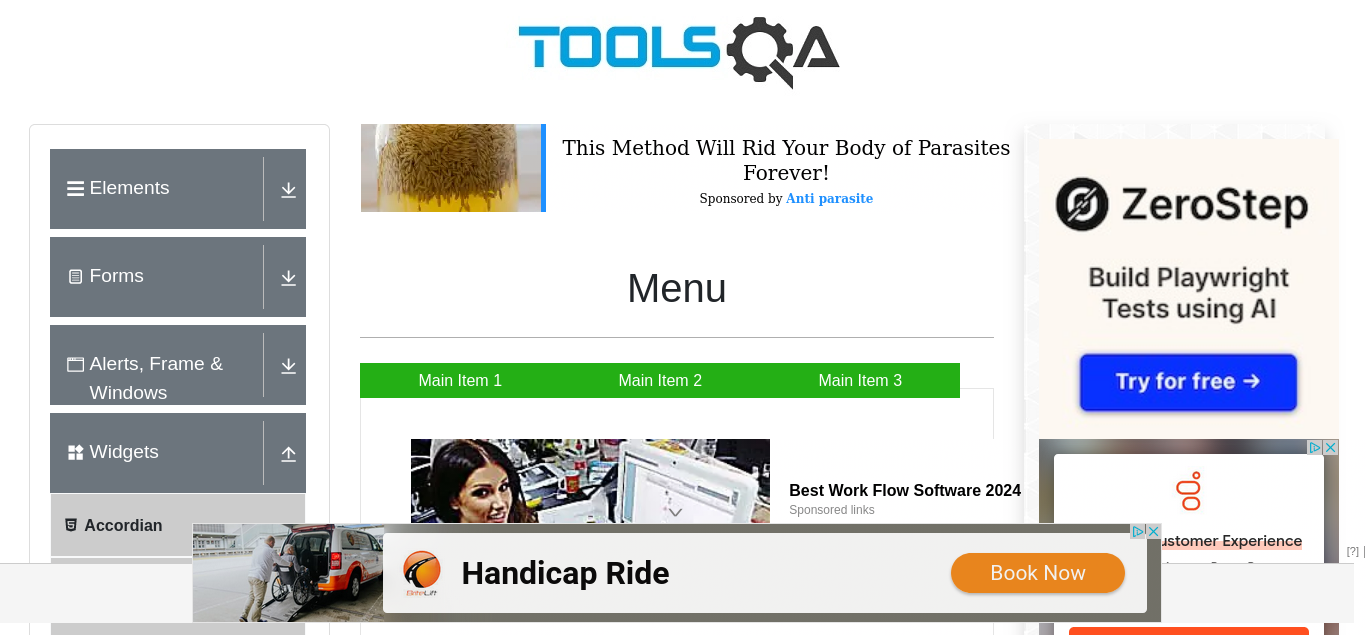 TOOLSQA
Elements
Forms
Alerts, Frame &
Windows
Widgets
Accordian
This Method Will Rid Your Body of Parasites
Forever!
Sponsored by Anti parasite
Menu
Main Item 1
Main Item 2
Main Item 3
Best Work Flow Software 2024
Sponsored links
ZeroStep
Build Playwright
Tests using AI
Try for free →
ustomer Experience
[?]
Handicap Ride
Book Now